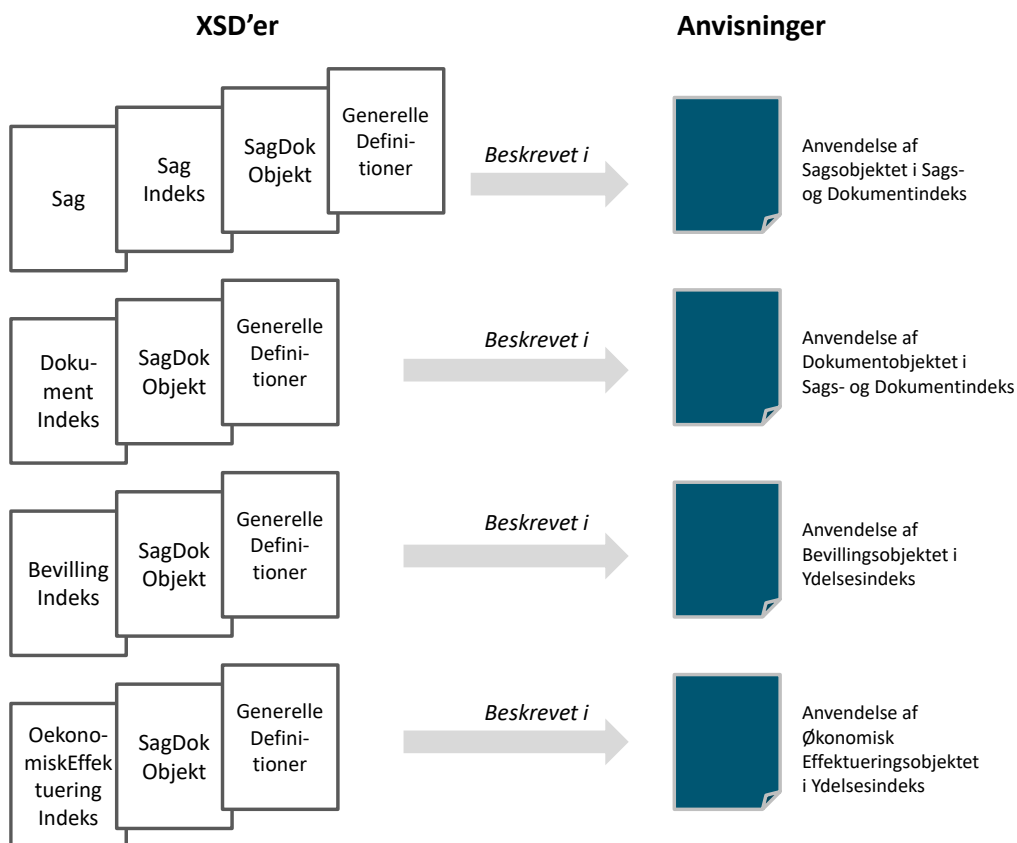 XSD’er
Anvisninger
Sag
Sag
Indeks
SagDok
Objekt
Generelle
Defini-
tioner
Beskrevet i
Anvendelse af
Sagsobjektet i Sags-
og Dokumentindeks
Doku-
ment
Indeks
SagDok
Objekt
Generelle
Defini-
tioner
Beskrevet i
Anvendelse af
Dokumentobjektet i
Sags- og Dokumentindeks
Bevilling
Indeks
SagDok
Objekt
Generelle
Defini-
tioner
Beskrevet i
Anvendelse af
Bevillingsobjektet i
Ydelsesindeks
Oekono-
miskEffek
tuering
Indeks
SagDok
Objekt
Generelle
Defini-
tioner
Beskrevet i
Anvendelse af
Økonomisk
Effektueringsobjektet
i Ydelsesindeks